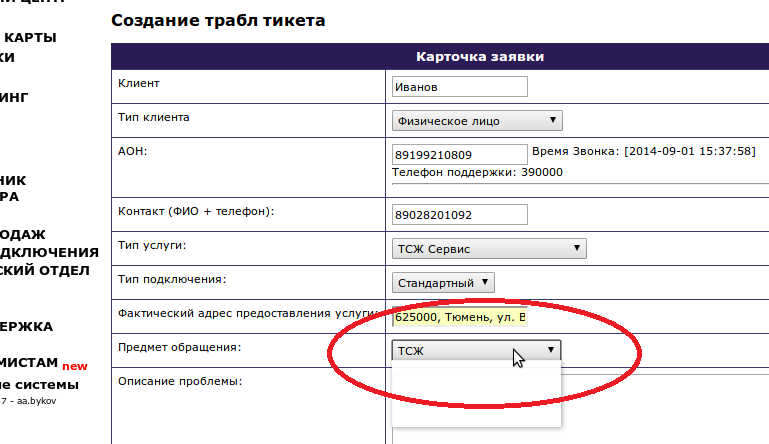 Создание трабл тикета
КАРТЫ
КИ
ИНГ
НИК
РА
ОДАЖ
ДКЛЮЧЕНИЯ
СКИЙ ОТДЕЛ
ЕРЖКА
МИСТАМ new
ые системы
7 - aa.bykov
Карточка заявки
Клиент
Иванов
Тип клиента
Физическое лицо
АОН:
89199210809 Время Звонка: [2014-09-01 15:37:58]
Телефон поддержки: 390000
Контакт (ФИО + телефон):
89028201092
Тип услуги:
ТСЖ Сервис
Тип подключения:
Стандартный
Фактический адрес предоставления услуги:
625000, Тюмень, ул. В
Предмет обращения:
ТСЖ
Описание проблемы: